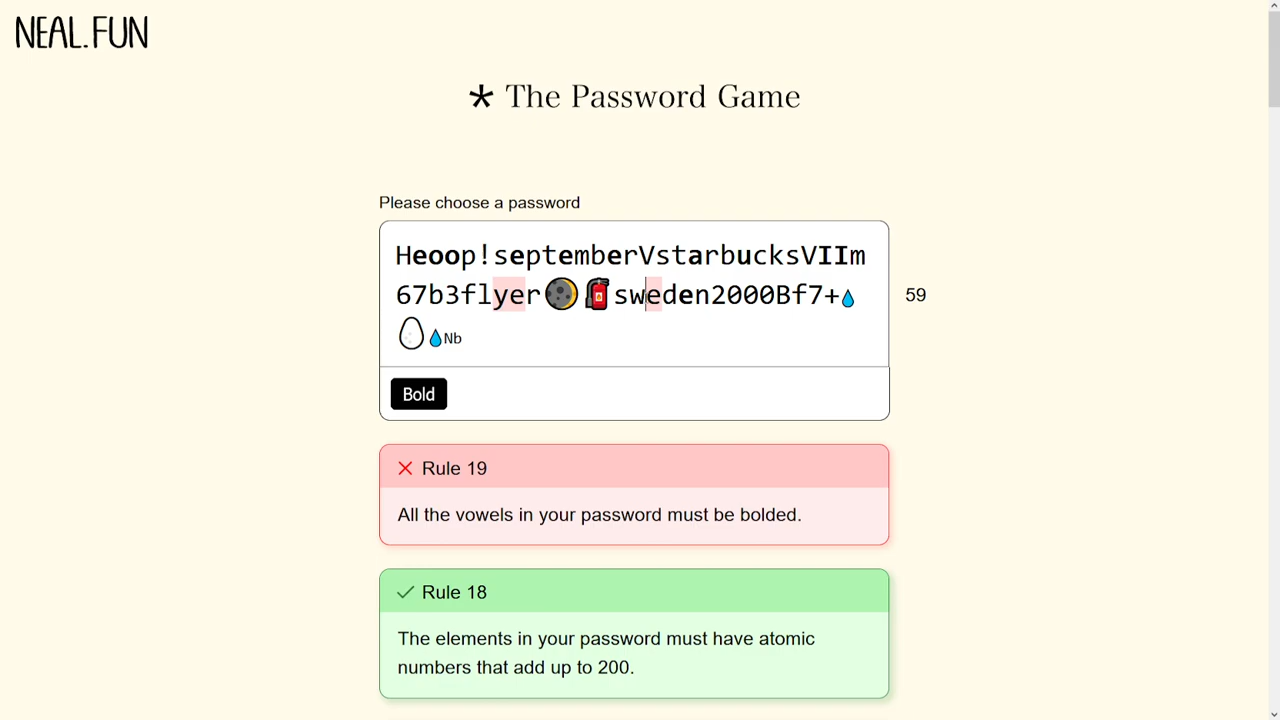 NEAL.FUN
* The Password Game
Please choose a password
Heoop!septemberVstarbucksVIIm
67b3flyer🌔🧯sweden2000Bf7+💧
🥚💧Nb
59
Bold
Rule 19
All the vowels in your password must be bolded.
Rule 18
The elements in your password must have atomic
numbers that add up to 200.